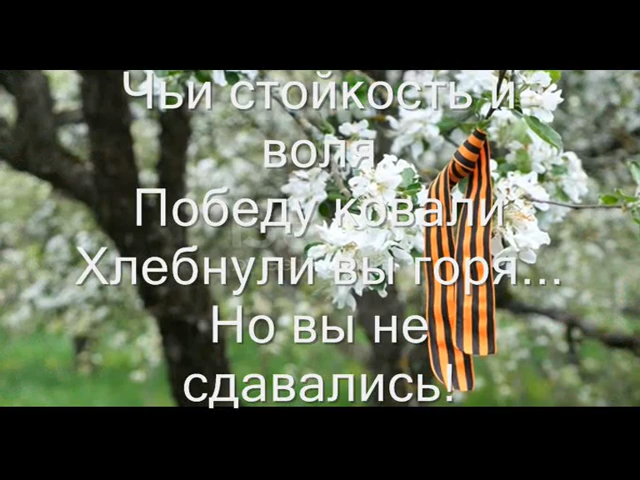 Чьи стойкость и
воля
Победу ковали
Хлебнули вы горя...
Но вы не
сдавались!